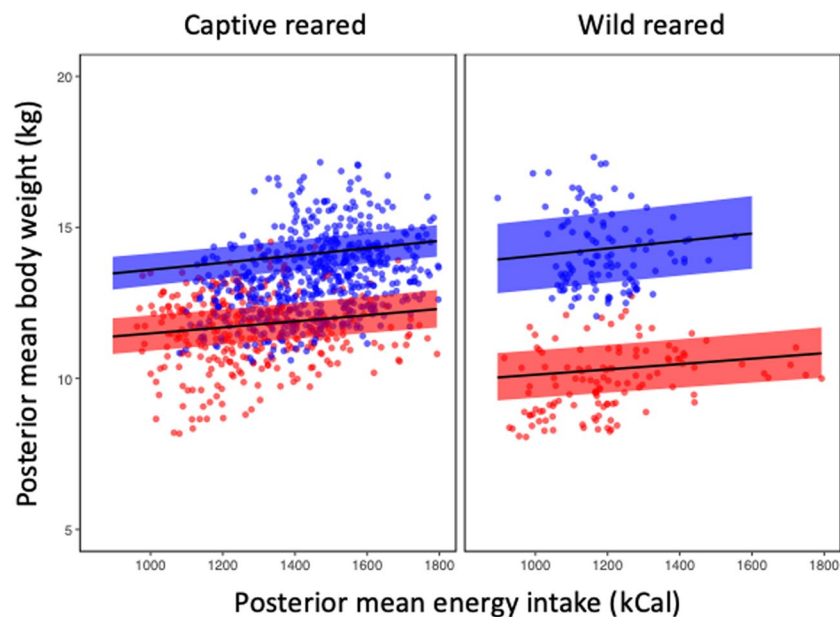 Captive reared
Wild reared
Posterior mean body weight (kg)
20
15
10
5
1000 1200 1400 1600 1800
1000 1200 1400 1600 1800
Posterior mean energy intake (kCal)